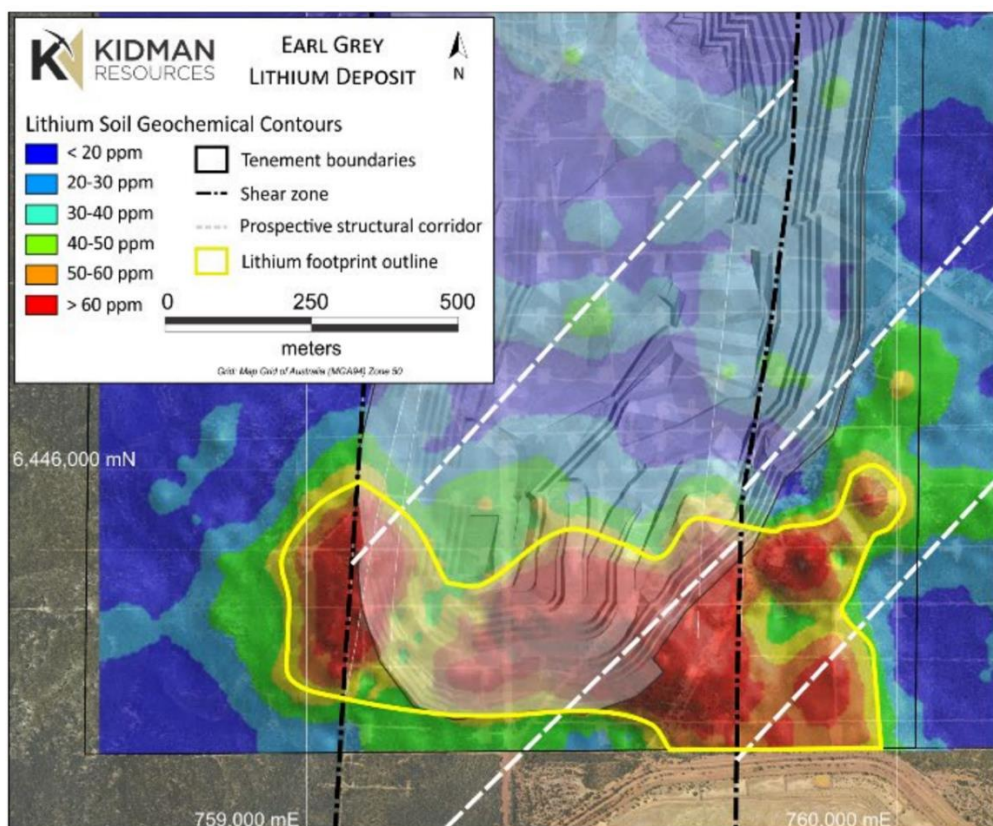 KIDMAN
RESOURCES
EARL GREY
LITHIUM DEPOSIT
N
Lithium Soil Geochemical Contours
< 20 ppm
20-30 ppm
30-40 ppm
40-50 ppm
50-60 ppm
> 60 ppm
Tenement boundaries
Shear zone
Prospective structural corridor
Lithium footprint outline
0 250 500
meters
Grid: Map Grid of Australia (MGA94) Zone 50
6,446,000 mN
759,000 mE
760,000 mE